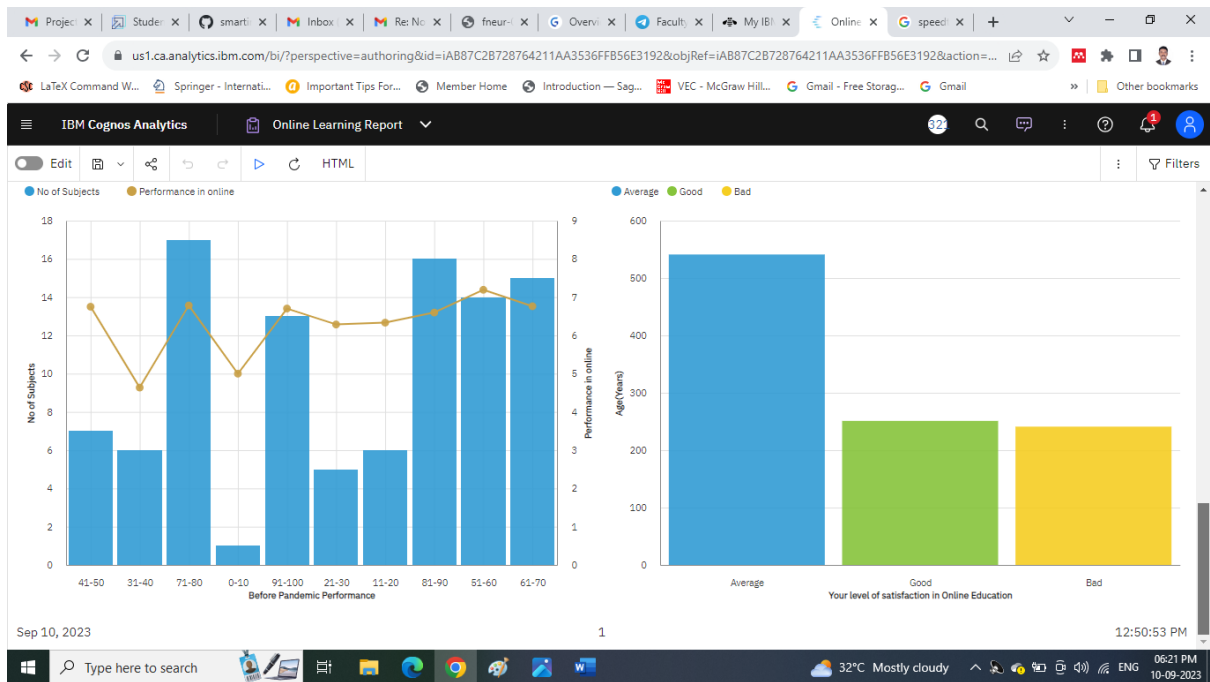 Project Studer smarti Inbox ( Re: No fneur-l Overvi Faculty My IBM Online speedt
us1.ca.analytics.ibm.com/bi/?perspective=authoring&id=iAB87C2B728764211AA3536FFB56E3192&objRef=iAB87C2B728764211AA3536FFB56E3192&action=...
LaTeX Command W... Springer - Internati... Important Tips For... Member Home Introduction — Sag... VEC - McGraw Hill... Gmail - Free Storag... Gmail » Other bookmarks
IBM Cognos Analytics Online Learning Report 321 1
Edit HTML Filters
No of Subjects Performance in online
Average Good Bad
18 9 600
16 8
500
14 7
12 6 400
10 5
300
8 4
6 3 200
4 2
100
2 1
0 0 0
No of Subjects
Performance in online
Age(Years)
41-50 31-40 71-80 0-10 91-100 21-30 11-20 81-90 51-60 61-70
Before Pandemic Performance
Average Good Bad
Your level of satisfaction in Online Education
Sep 10, 2023 1 12:50:53 PM
Type here to search 32°C Mostly cloudy ENG 06:21 PM
10-09-2023